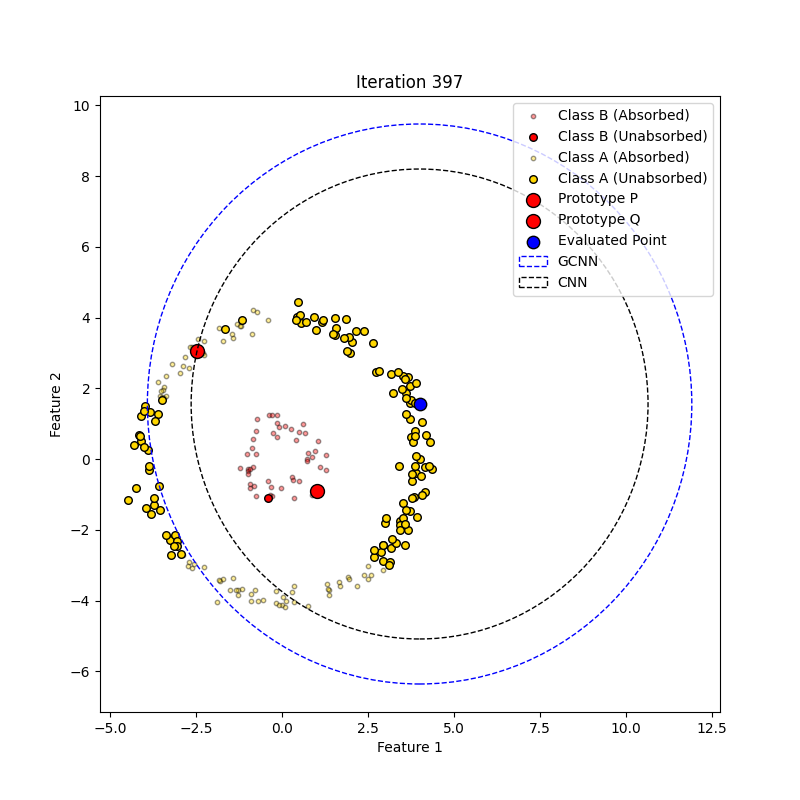 Iteration 397
Class B (Absorbed)
Class B (Unabsorbed)
Class A (Absorbed)
Class A (Unabsorbed)
Prototype P
Prototype Q
Evaluated Point
GCNN
CNN
10
8
6
4
2
0
−2
−4
−6
Feature 2
−5.0 −2.5 0.0 2.5 5.0 7.5 10.0 12.5
Feature 1